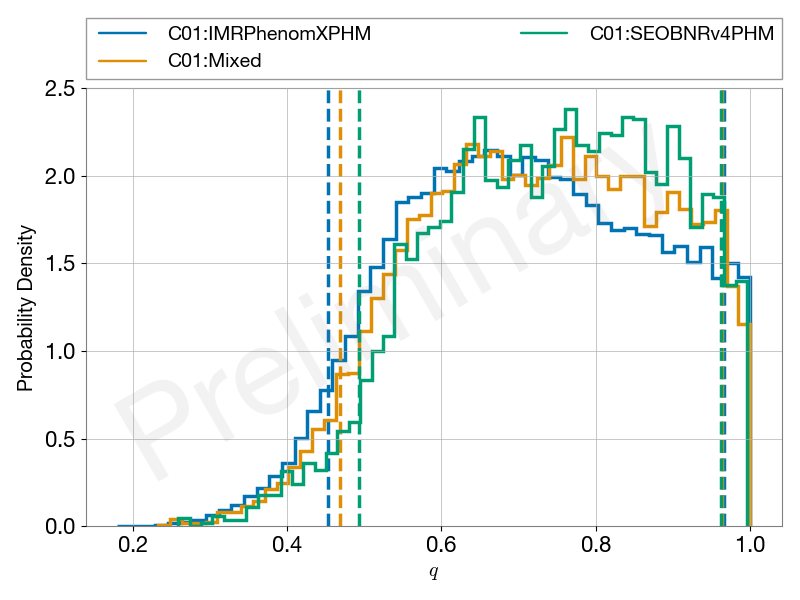 C01:IMRPhenomXPHM
C01:Mixed
C01:SEOBNRv4PHM
2.5
2.0
1.5
1.0
0.5
0.0
Probability Density
Preliminary
0.2
0.4
0.6
0.8
1.0
q